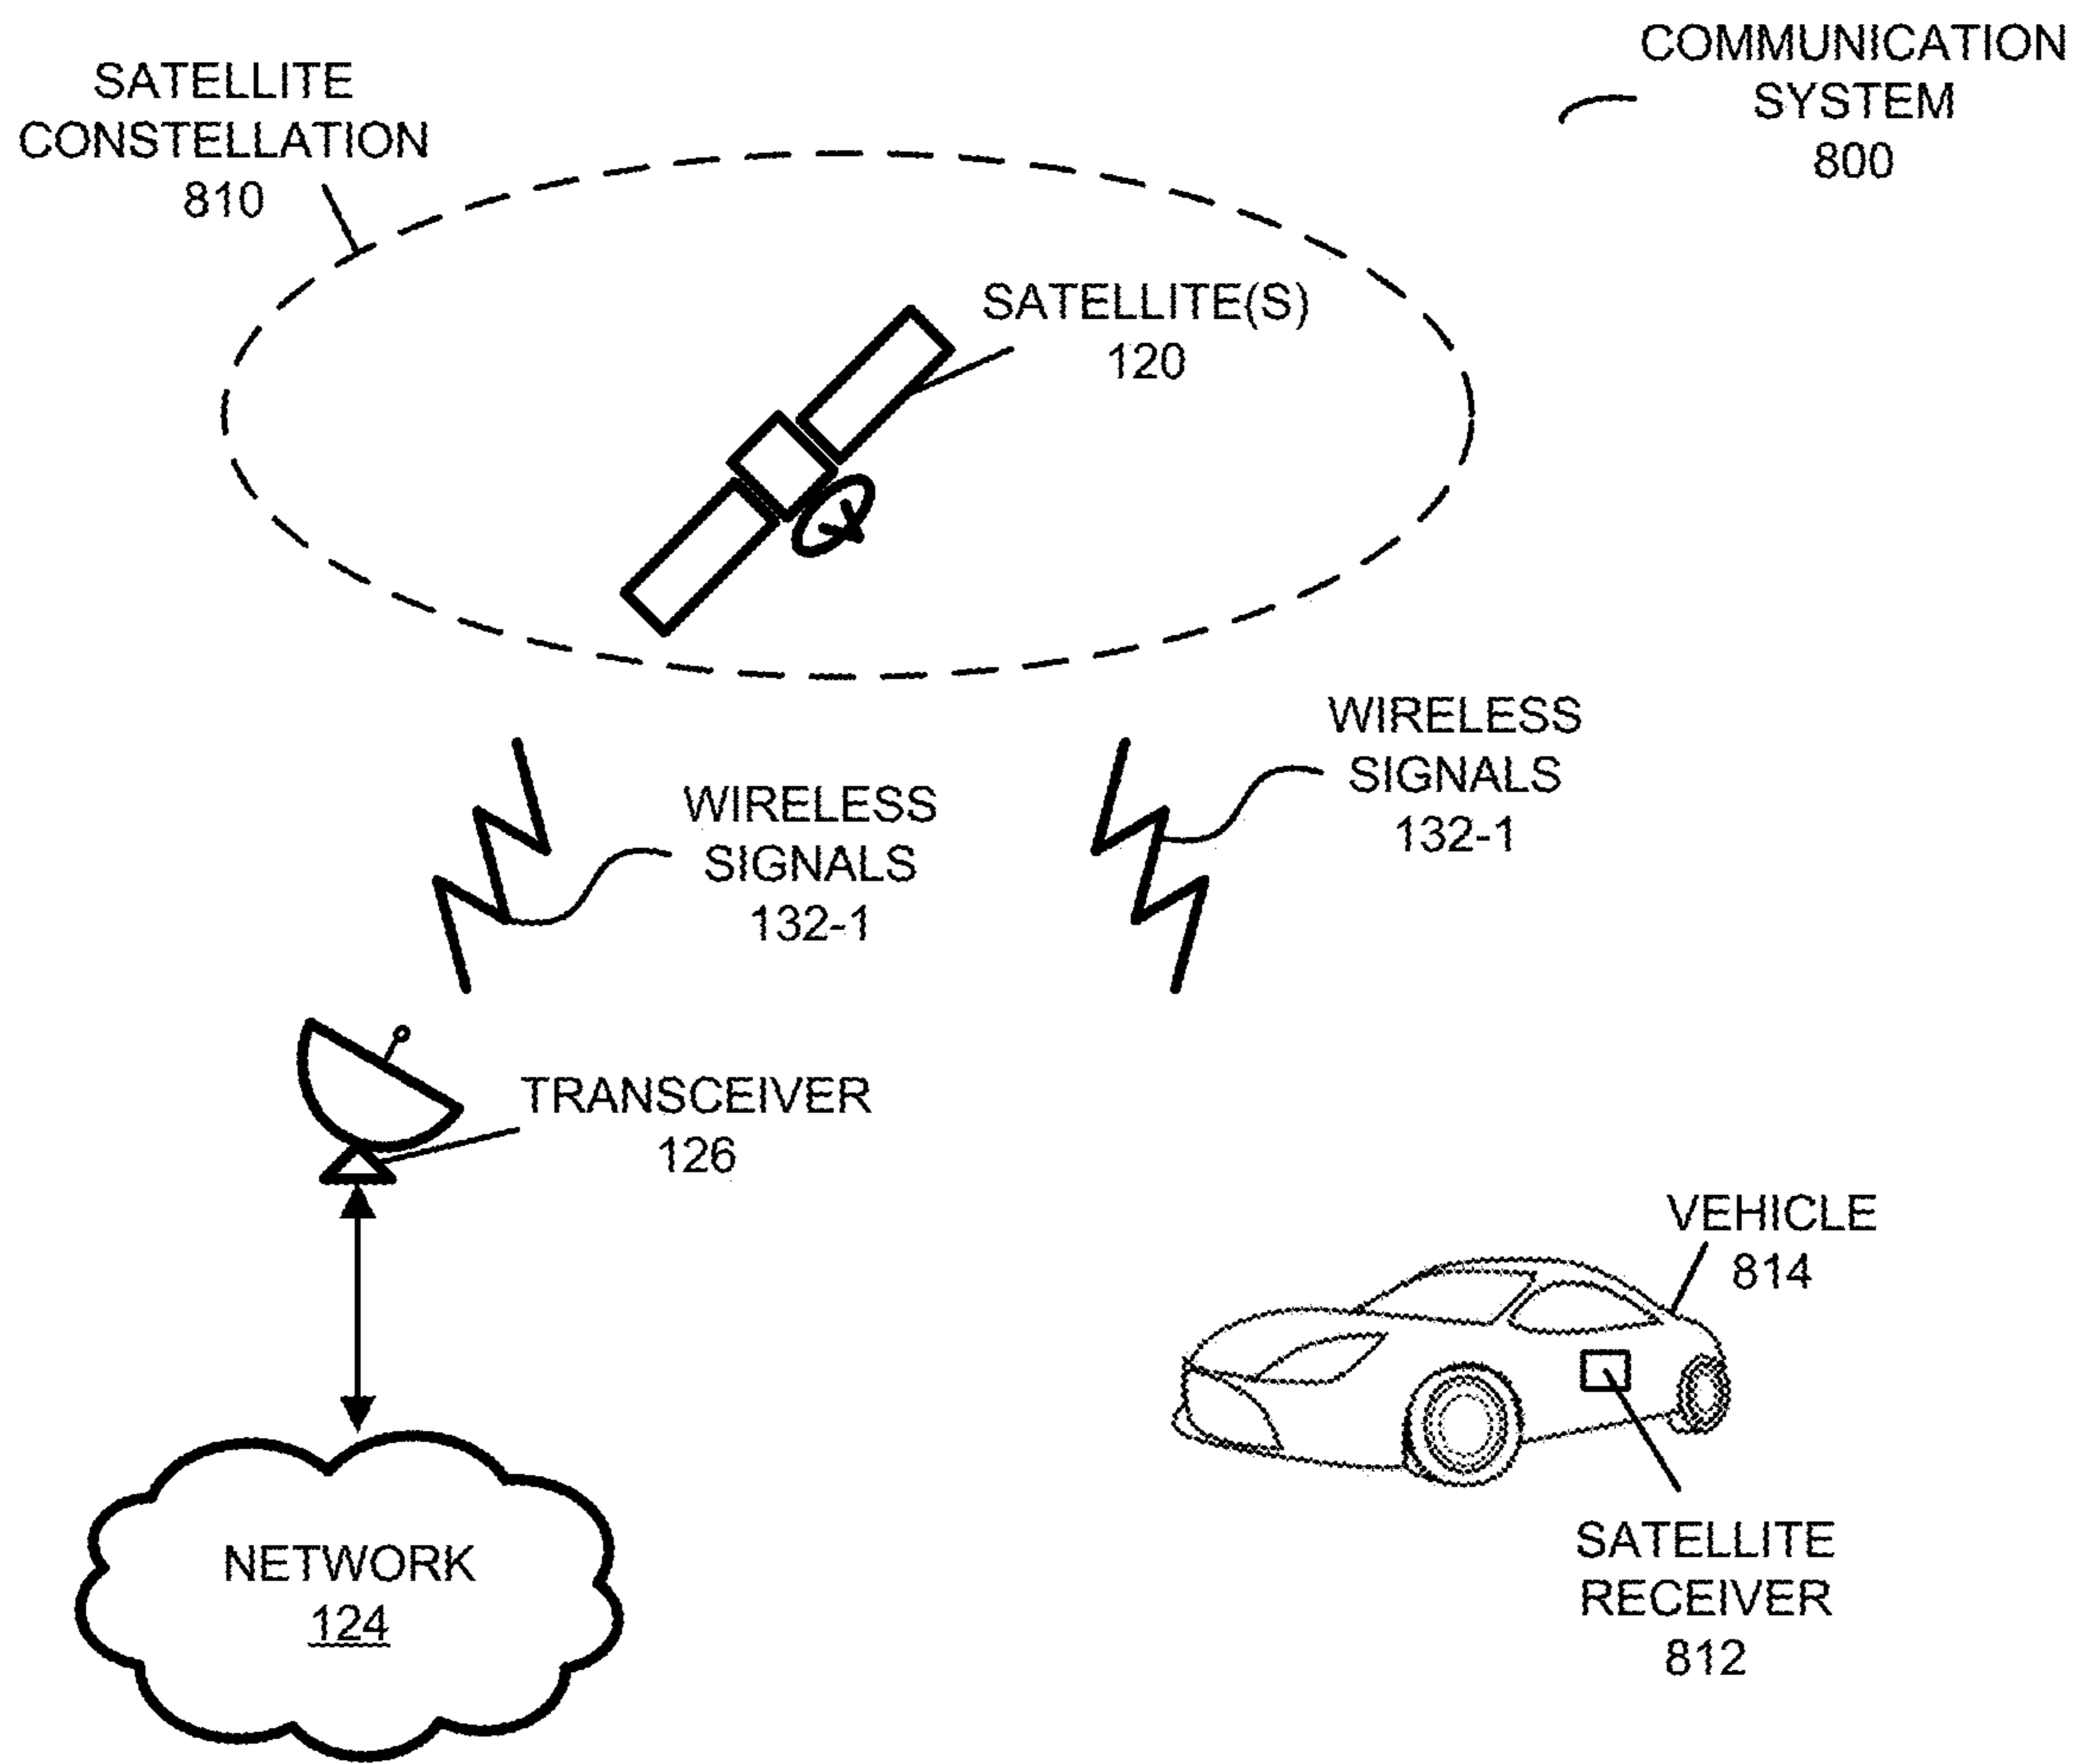 COMMUNICATION
SYSTEM
800
SATELLITE
CONSTELLATION
810
SATELLITE(S)
120
WIRELESS
SIGNALS
132-1
WIRELESS
SIGNALS
132-1
TRANSCEIVER
126
VEHICLE
814
NETWORK
124
SATELLITE
RECEIVER
812